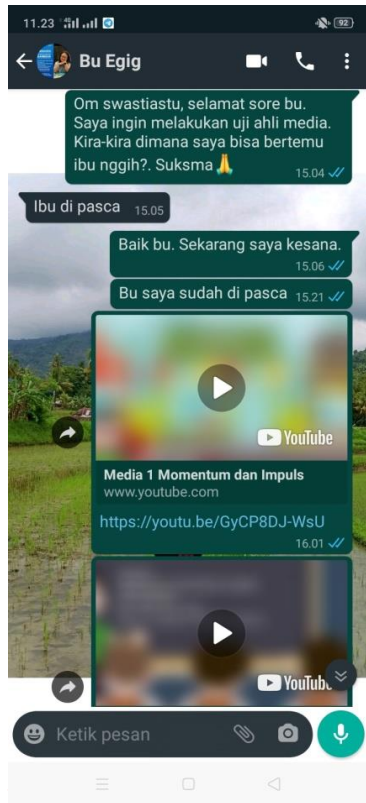 11.23
92
Bu Egig
Om swastiastu, selamat sore bu.
Saya ingin melakukan uji ahli media.
Kira-kira dimana saya bisa bertemu
ibu nggih?. Suksma🙏
15.04
Ibu di pasca 15.05
Baik bu. Sekarang saya kesana.
15.06
Bu saya sudah di pasca 15.21
YouTube
Media 1 Momentum dan Impuls
www.youtube.com
https://youtu.be/GyCP8DJ-WsU
16.01
YouTub
Ketik pesan